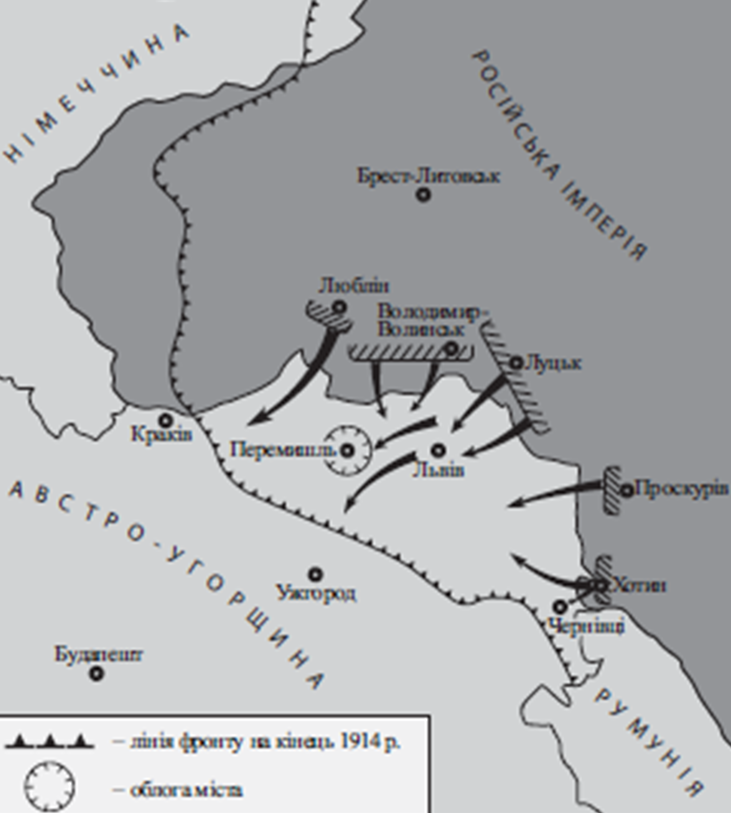 НІМЕЧЧИНА
РОСІЙСЬКА ІМПЕРІЯ
Брест-Литовськ
Люблін
Володимир-
Волинськ
Луцьк
Краків
Перемишль
Львів
Проскурів
АВСТРО-УГОРЩИНА
Ужгород
Хотин
Чернівці
Будапешт
РУМУНІЯ
– лінія фронту на кінець 1914 р.
– облога міста